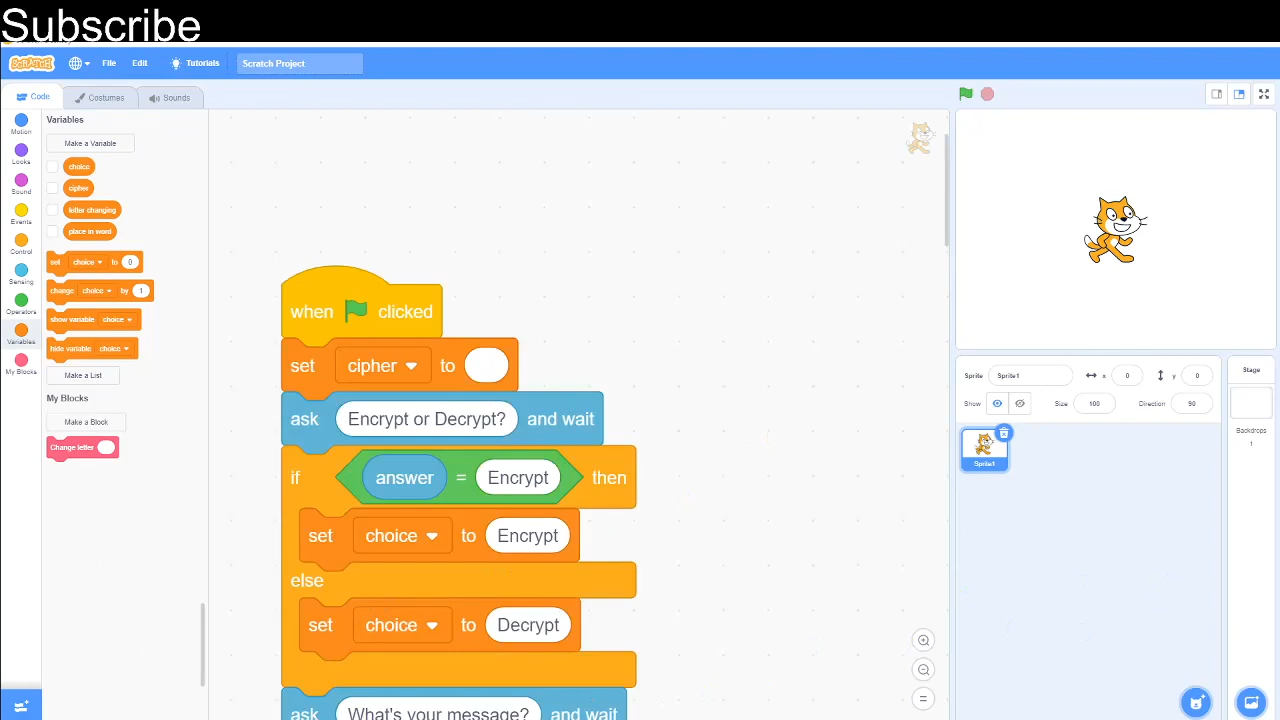 Subscribe
SCRATCH File Edit Tutorials Scratch Project
Code Costumes Sounds
Motion
Looks
Sound
Events
Control
Sensing
Operators
Variables
My Blocks
Variables
Make a Variable
choice
cipher
letter changing
place in word
set choice to 0
change choice by 1
show variable choice
hide variable choice
Make a List
My Blocks
Make a Block
Change letter
when clicked
set cipher to
ask Encrypt or Decrypt? and wait
if answer = Encrypt then
set choice to Encrypt
else
set choice to Decrypt
ask What's your message? and wait
Sprite Sprite1 x 0 y 0
Show Size 100 Direction 90
Sprite1
Stage
Backdrops
1